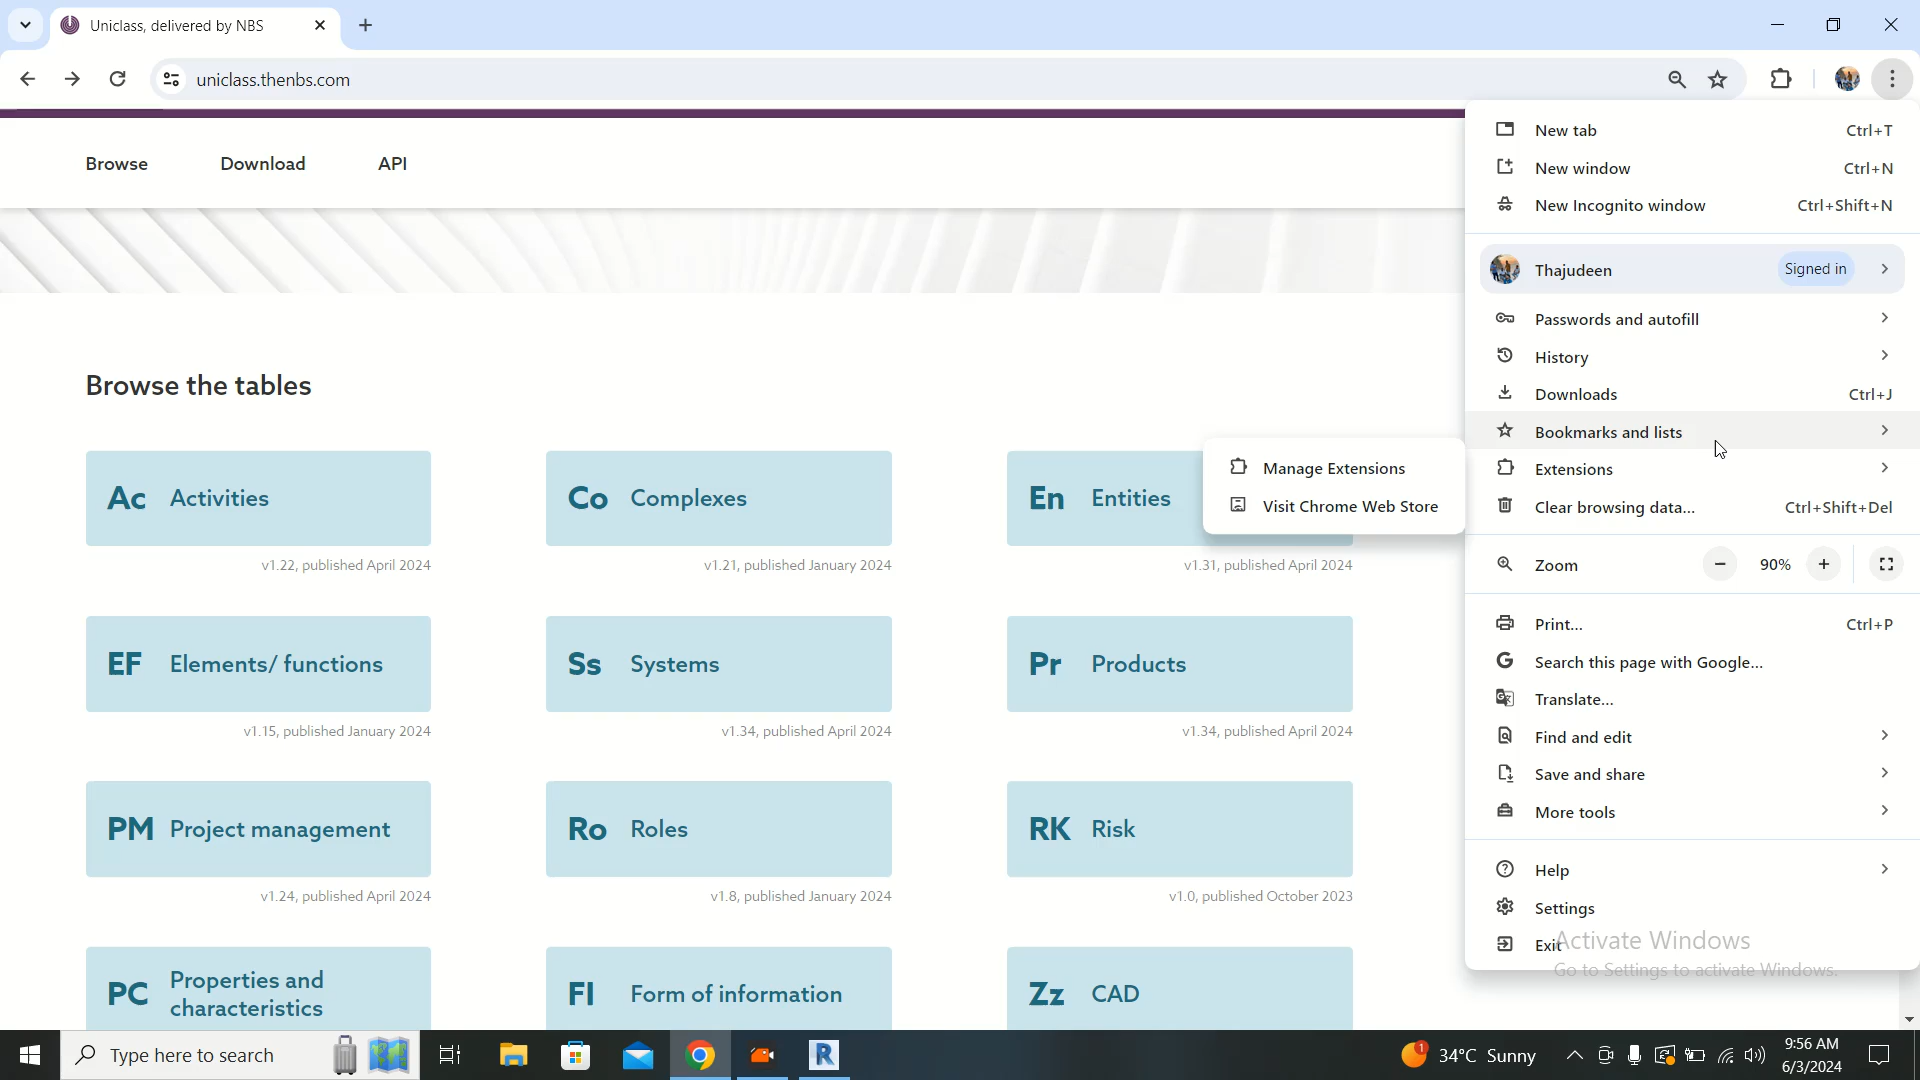 Uniclass, delivered by NBS
uniclass.thenbs.com
Browse
Download
API
Browse the tables
Ac Activities
v1.22, published April 2024
Co Complexes
v1.21, published January 2024
En Entities
v1.31, published April 2024
EF Elements/ functions
v1.15, published January 2024
Ss Systems
v1.34, published April 2024
Pr Products
v1.34, published April 2024
PM Project management
v1.24, published April 2024
Ro Roles
v1.8, published January 2024
RK Risk
v1.0, published October 2023
PC Properties and
characteristics
FI Form of information
Zz CAD
Manage Extensions
Visit Chrome Web Store
New tab Ctrl+T
New window Ctrl+N
New Incognito window Ctrl+Shift+N
Thajudeen Signed in
Passwords and autofill
History
Downloads Ctrl+J
Bookmarks and lists
Extensions
Clear browsing data... Ctrl+Shift+Del
Zoom − 90% +
Print... Ctrl+P
G Search this page with Google...
Translate...
Find and edit
Save and share
More tools
Help
Settings
Exit
Activate Windows
Go to Settings to activate Windows.
Type here to search
R
1
34°C Sunny
9:56 AM
6/3/2024